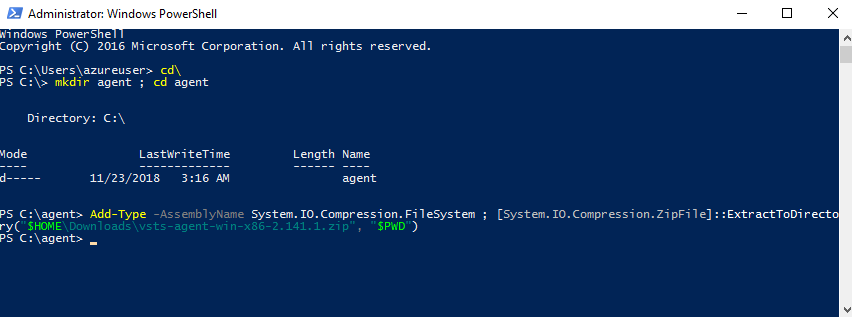 Administrator: Windows PowerShell
Windows PowerShell
Copyright (C) 2016 Microsoft Corporation. All rights reserved.
PS C:\Users\azureuser> cd\
PS C:\> mkdir agent ; cd agent
Directory: C:\
Mode                LastWriteTime         Length Name
----                -------------         ------ ----
d-----       11/23/2018   3:16 AM                agent
PS C:\agent> Add-Type -AssemblyName System.IO.Compression.FileSystem ; [System.IO.Compression.ZipFile]::ExtractToDirecto
ry("$HOME\Downloads\vsts-agent-win-x86-2.141.1.zip", "$PWD")
PS C:\agent>